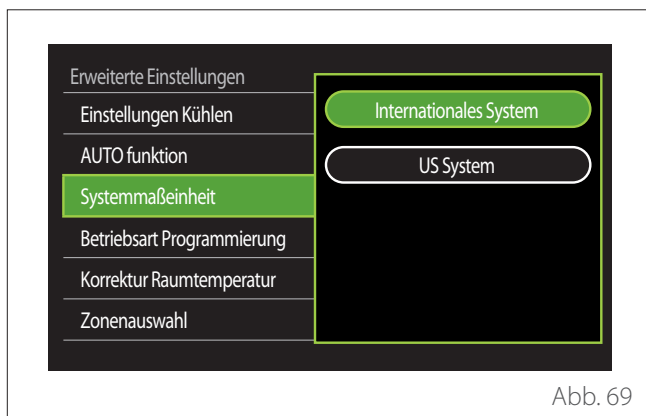 Erweiterte Einstellungen
Einstellungen Kühlen
AUTO funktion
Systemmaßeinheit
Betriebsart Programmierung
Korrektur Raumtemperatur
Zonenauswahl
Internationales System
US System
Abb. 69